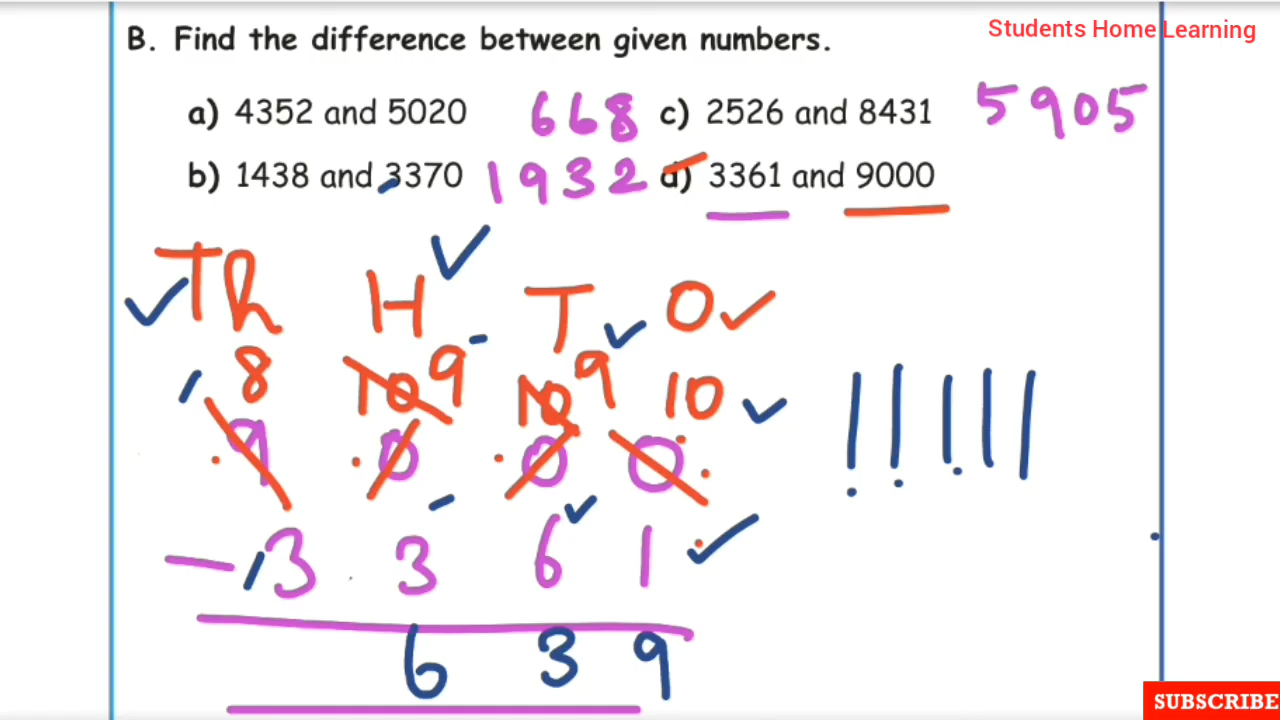 Students Home Learning
B. Find the difference between given numbers.
a) 4352 and 5020 668 c) 2526 and 8431 5905
b) 1438 and 3370 1932 d) 3361 and 9000
Th H T O
8 10 9 10 9 10
9 0 0 0
- 3 3 6 1
6 3 9
SUBSCRIBE